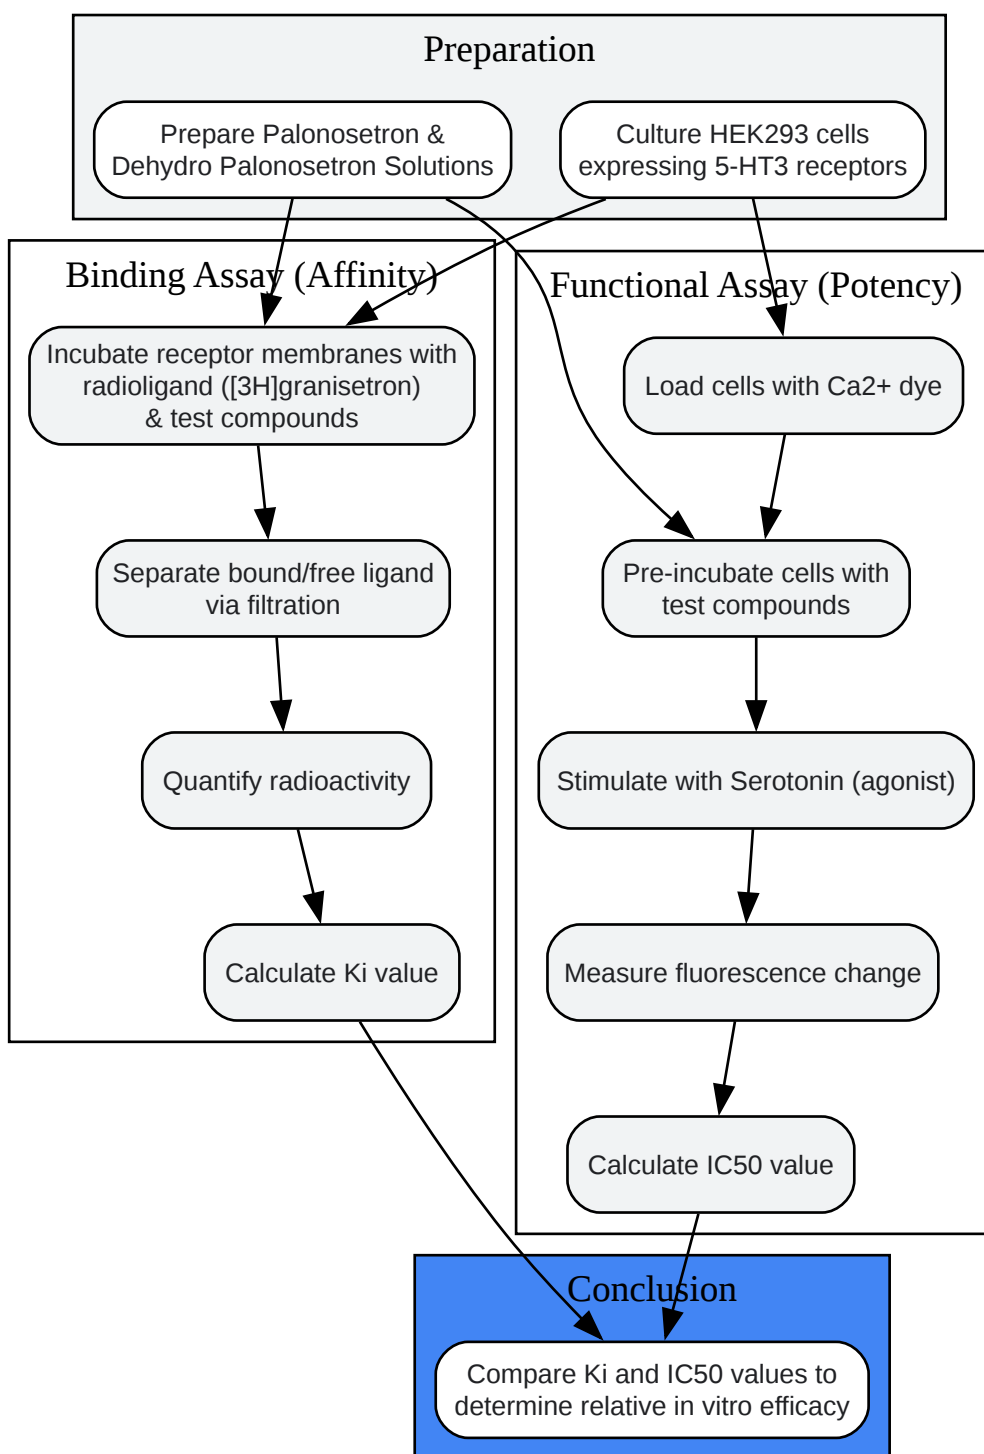 Preparation
Prepare Palonosetron &
Dehydro Palonosetron Solutions
Culture HEK293 cells
expressing 5-HT3 receptors
Binding Assay (Affinity)
Incubate receptor membranes with
radioligand ([3H]granisetron)
& test compounds
Separate bound/free ligand
via filtration
Quantify radioactivity
Calculate Ki value
Functional Assay (Potency)
Load cells with Ca2+ dye
Pre-incubate cells with
test compounds
Stimulate with Serotonin (agonist)
Measure fluorescence change
Calculate IC50 value
Conclusion
Compare Ki and IC50 values to
determine relative in vitro efficacy